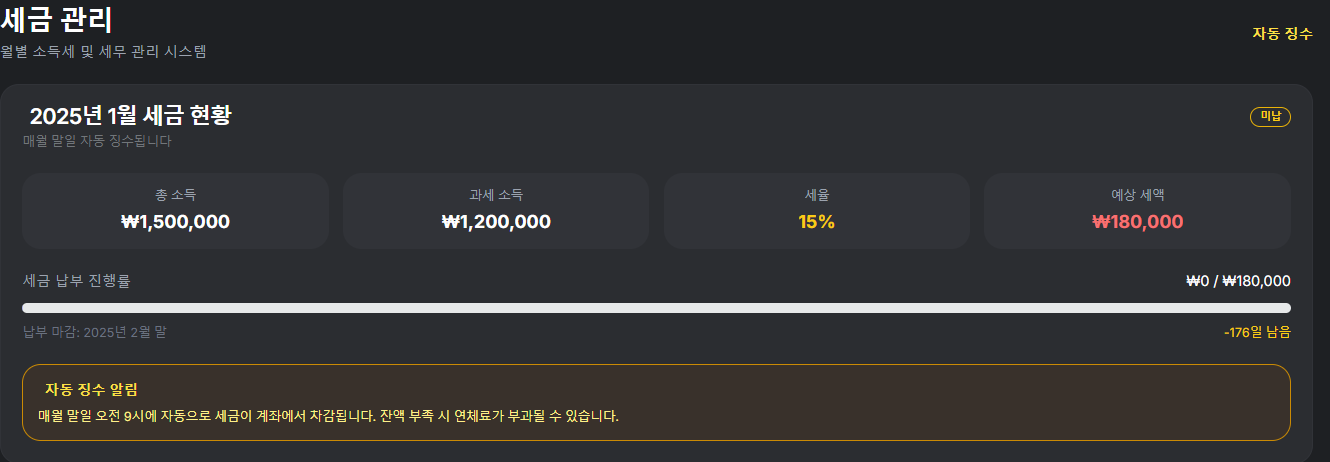 세금 관리
월별 소득세 및 세무 관리 시스템
자동 징수
2025년 1월 세금 현황
매월 말일 자동 징수됩니다
미납
총 소득
₩1,500,000
과세 소득
₩1,200,000
세율
15%
예상 세액
₩180,000
세금 납부 진행률
₩0 / ₩180,000
납부 마감: 2025년 2월 말
-176일 남음
자동 징수 알림
매월 말일 오전 9시에 자동으로 세금이 계좌에서 차감됩니다. 잔액 부족 시 연체료가 부과될 수 있습니다.